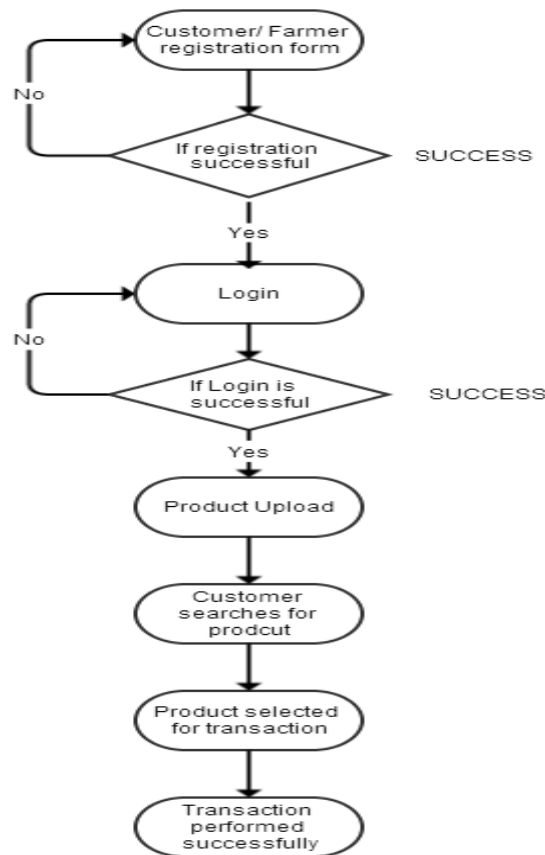 Customer/ Farmer
registration form
No
If registration
successful
SUCCESS
Yes
Login
No
If Login is
successful
SUCCESS
Yes
Product Upload
Customer
searches for
prodcut
Product selected
for transaction
Transaction
performed
successfully